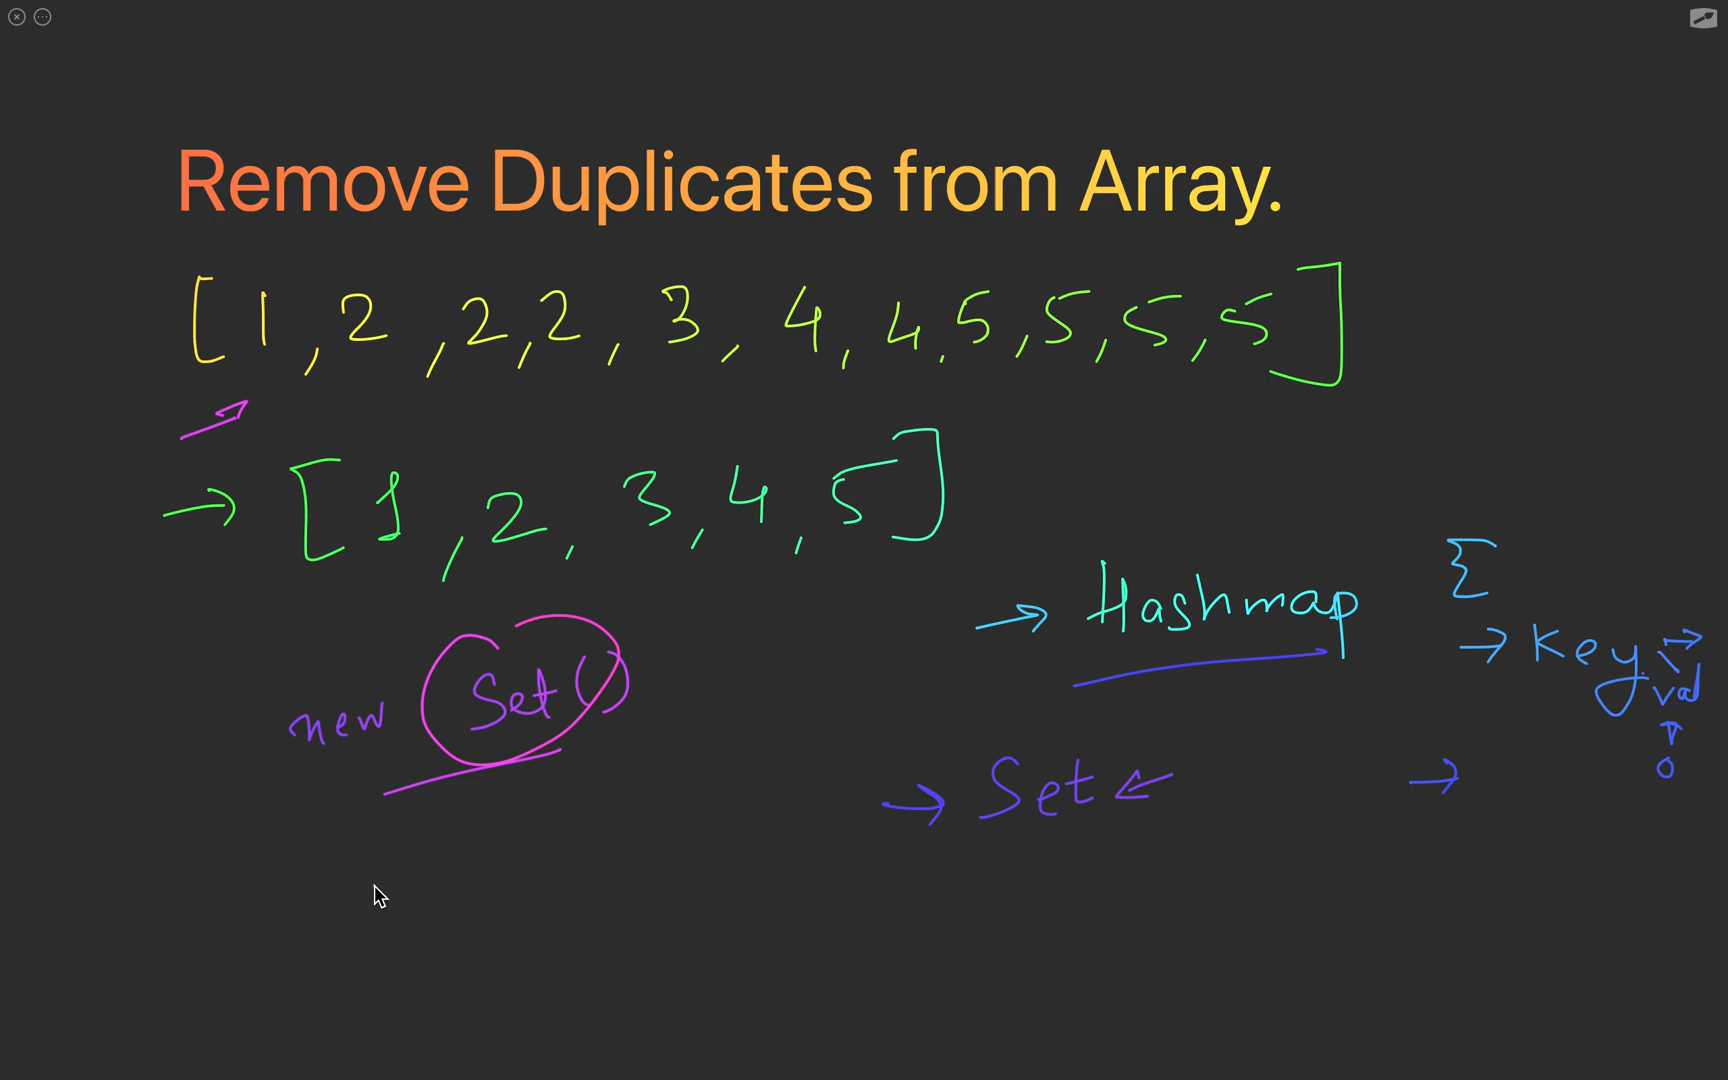 Remove Duplicates from Array.
[1, 2, 2, 2, 3, 4, 4, 5, 5, 5, 5]
→ [1, 2, 3, 4, 5]
→ Hashmap {
→ Key. → val
new Set()
0
→ Set ← →